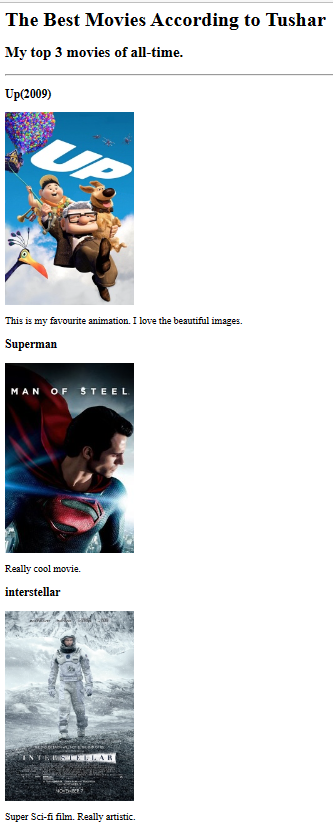 The Best Movies According to Tushar
My top 3 movies of all-time.
Up(2009)
UP
This is my favourite animation. I love the beautiful images.
Superman
MAN OF STEEL
Really cool movie.
interstellar
INTERSTELLAR
NOVEMBER 7
Super Sci-fi film. Really artistic.